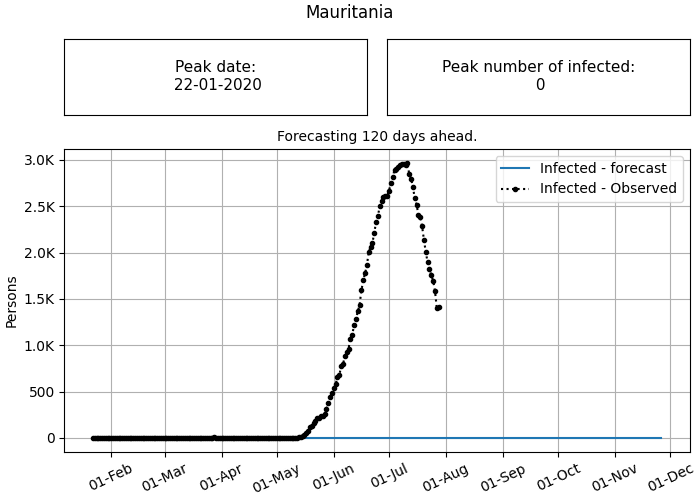 Mauritania
Peak date:
22-01-2020
Peak number of infected:
0
Forecasting 120 days ahead.
Infected - forecast
Infected - Observed
Persons
3.0K
2.5K
2.0K
1.5K
1.0K
500
0
01-Feb
01-Mar
01-Apr
01-May
01-Jun
01-Jul
01-Aug
01-Sep
01-Oct
01-Nov
01-Dec